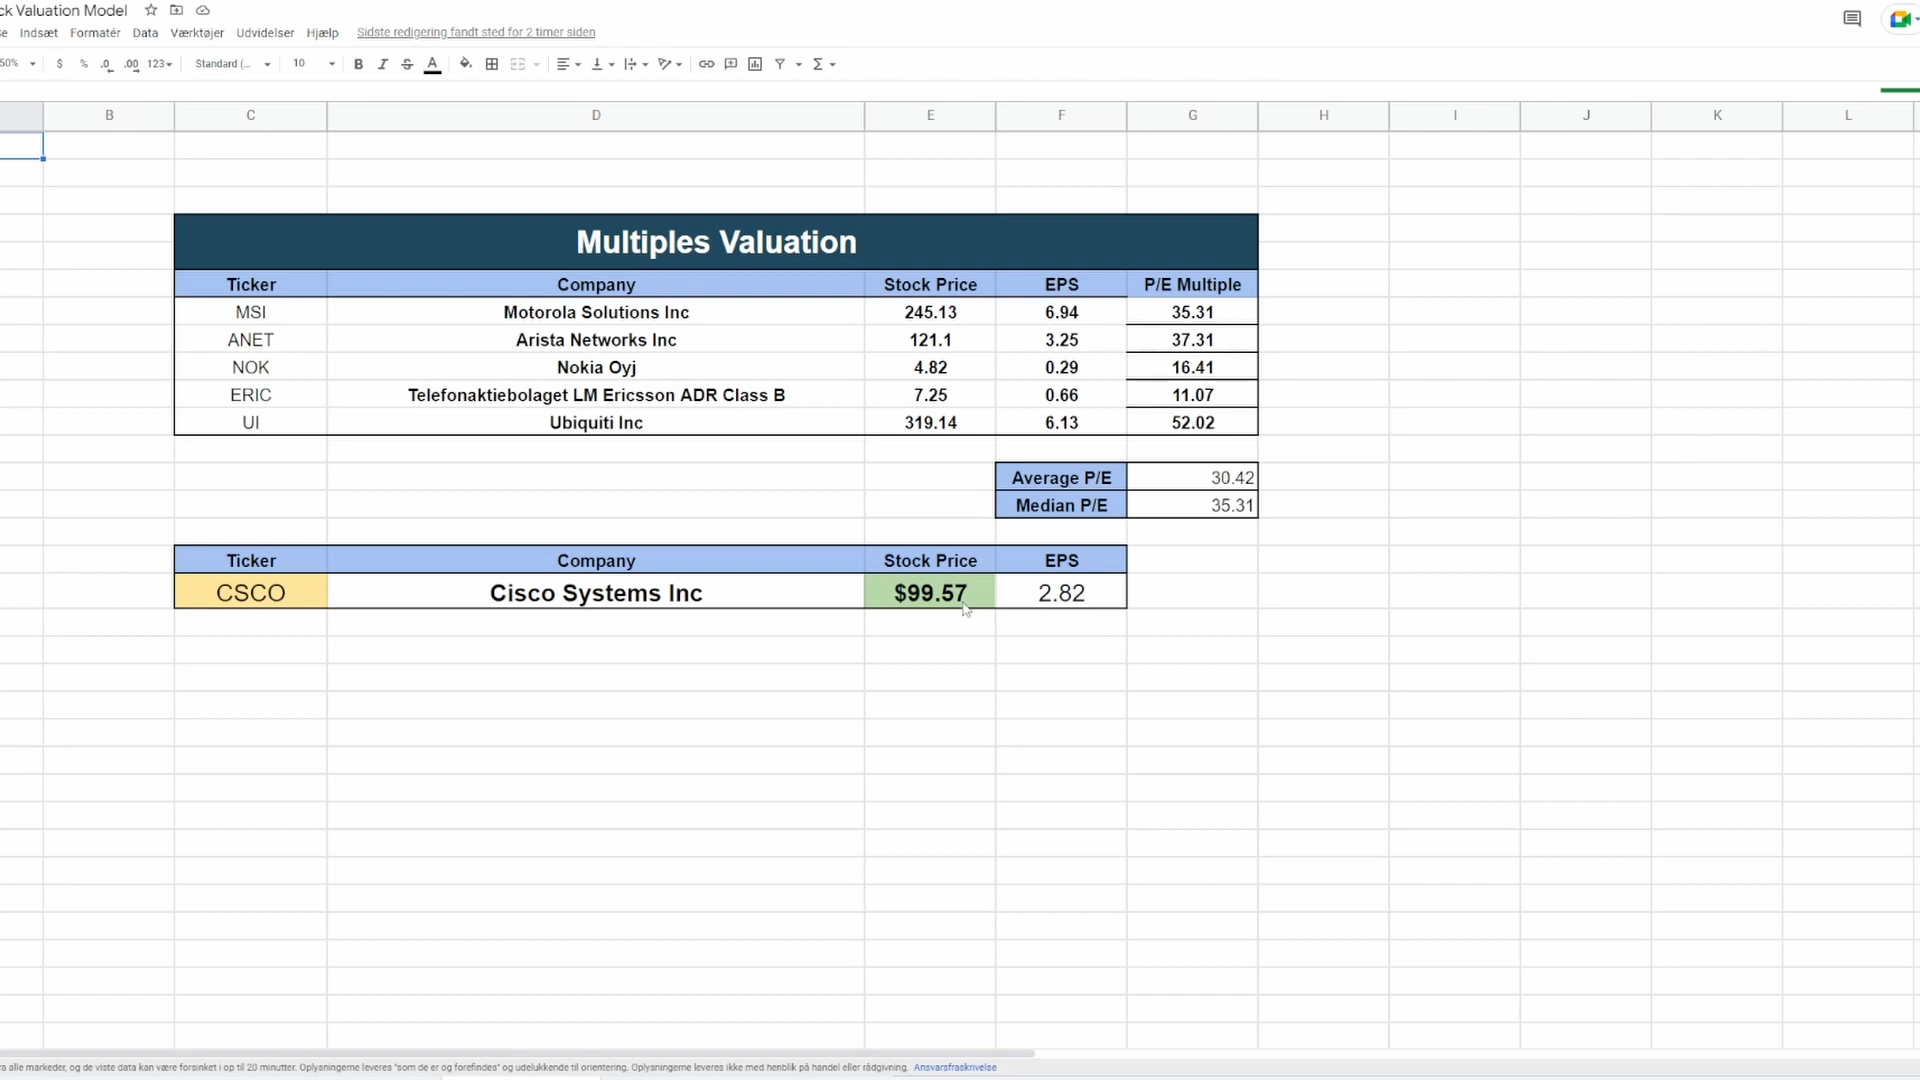 ck Valuation Model
se Indsæt Formatér Data Værktøjer Udvidelser Hjælp Sidste redigering fandt sted for 2 timer siden
50% $ % .0 .00 123 Standard (... 10 B I S A
B C D E F G H I J K L
Multiples Valuation
Ticker Company Stock Price EPS P/E Multiple
MSI Motorola Solutions Inc 245.13 6.94 35.31
ANET Arista Networks Inc 121.1 3.25 37.31
NOK Nokia Oyj 4.82 0.29 16.41
ERIC Telefonaktiebolaget LM Ericsson ADR Class B 7.25 0.66 11.07
UI Ubiquiti Inc 319.14 6.13 52.02
Average P/E 30.42
Median P/E 35.31
Ticker Company Stock Price EPS
CSCO Cisco Systems Inc $99.57 2.82
ra alle markeder, og de viste data kan være forsinket i op til 20 minutter. Oplysningerne leveres "som de er og forefindes" og udelukkende til orientering. Oplysningerne leveres ikke med henblik på handel eller rådgivning. Ansvarsfraskrivelse